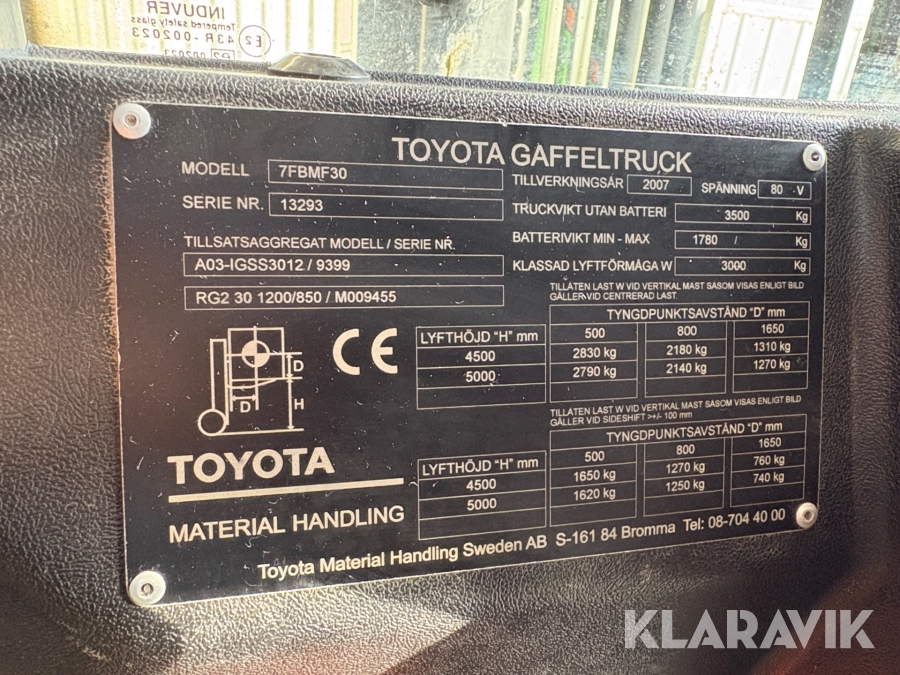 INDUVER
Tempered safety glass
43R - 002023
E2
TOYOTA GAFFELTRUCK
MODELL 7FBMF30
TILLVERKNINGSÅR 2007 SPÄNNING 80 V
SERIE NR. 13293
TRUCKVIKT UTAN BATTERI 3500 Kg
BATTERIVIKT MIN - MAX 1780 / Kg
KLASSAD LYFTFÖRMÅGA W 3000 Kg
TILLSATSAGGREGAT MODELL / SERIE NR.
A03-IGSS3012 / 9399
RG2 30 1200/850 / M009455
TILLÅTEN LAST W VID VERTIKAL MAST SÅSOM VISAS ENLIGT BILD
GÄLLER VID CENTRERAD LAST.
TYNGDPUNKTSAVSTÅND "D" mm
LYFTHÖJD "H" mm 500 800 1650
4500 2830 kg 2180 kg 1310 kg
5000 2790 kg 2140 kg 1270 kg
D
D
H
CE
TILLÅTEN LAST W VID VERTIKAL MAST SÅSOM VISAS ENLIGT BILD
GÄLLER VID SIDESHIFT >+/- 100 mm
TYNGDPUNKTSAVSTÅND "D" mm
LYFTHÖJD "H" mm 500 800 1650
4500 1650 kg 1270 kg 760 kg
5000 1620 kg 1250 kg 740 kg
TOYOTA
MATERIAL HANDLING
Toyota Material Handling Sweden AB S-161 84 Bromma Tel: 08-704 40 00
KLARAVIK